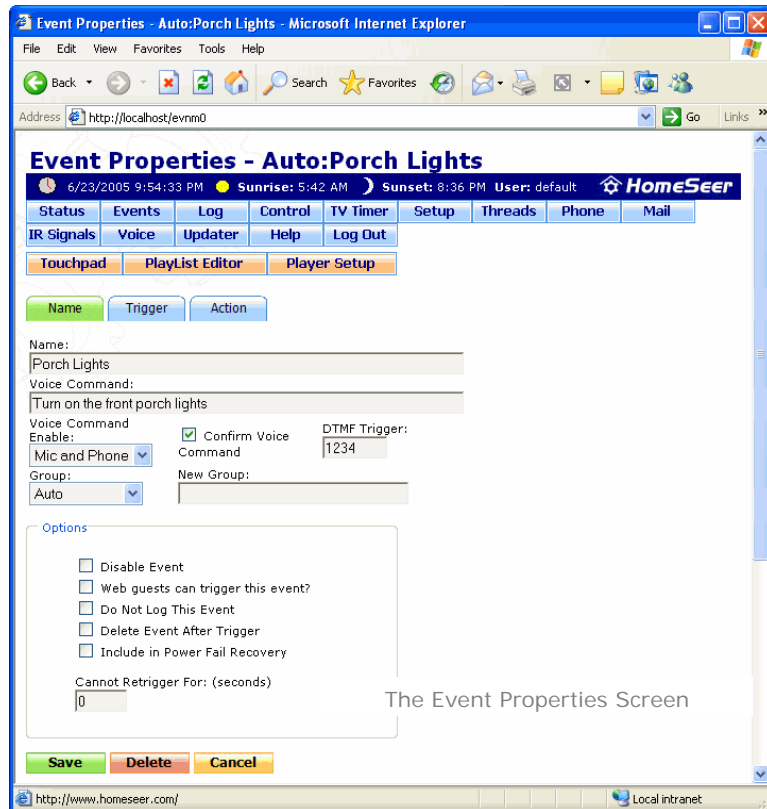 Event Properties - Auto:Porch Lights - Microsoft Internet Explorer
File Edit View Favorites Tools Help
Back Search Favorites
Address http://localhost/evnm0 Go Links »
Event Properties - Auto:Porch Lights
6/23/2005 9:54:33 PM Sunrise: 5:42 AM Sunset: 8:36 PM User: default HomeSeer
Status Events Log Control TV Timer Setup Threads Phone Mail
IR Signals Voice Updater Help Log Out
Touchpad PlayList Editor Player Setup
Name Trigger Action
Name:
Porch Lights
Voice Command:
Turn on the front porch lights
Voice Command Enable:
Mic and Phone
Confirm Voice Command
DTMF Trigger:
1234
Group:
Auto
New Group:
Options
Disable Event
Web guests can trigger this event?
Do Not Log This Event
Delete Event After Trigger
Include in Power Fail Recovery
Cannot Retrigger For: (seconds)
0
The Event Properties Screen
Save Delete Cancel
http://www.homeseer.com/ Local intranet